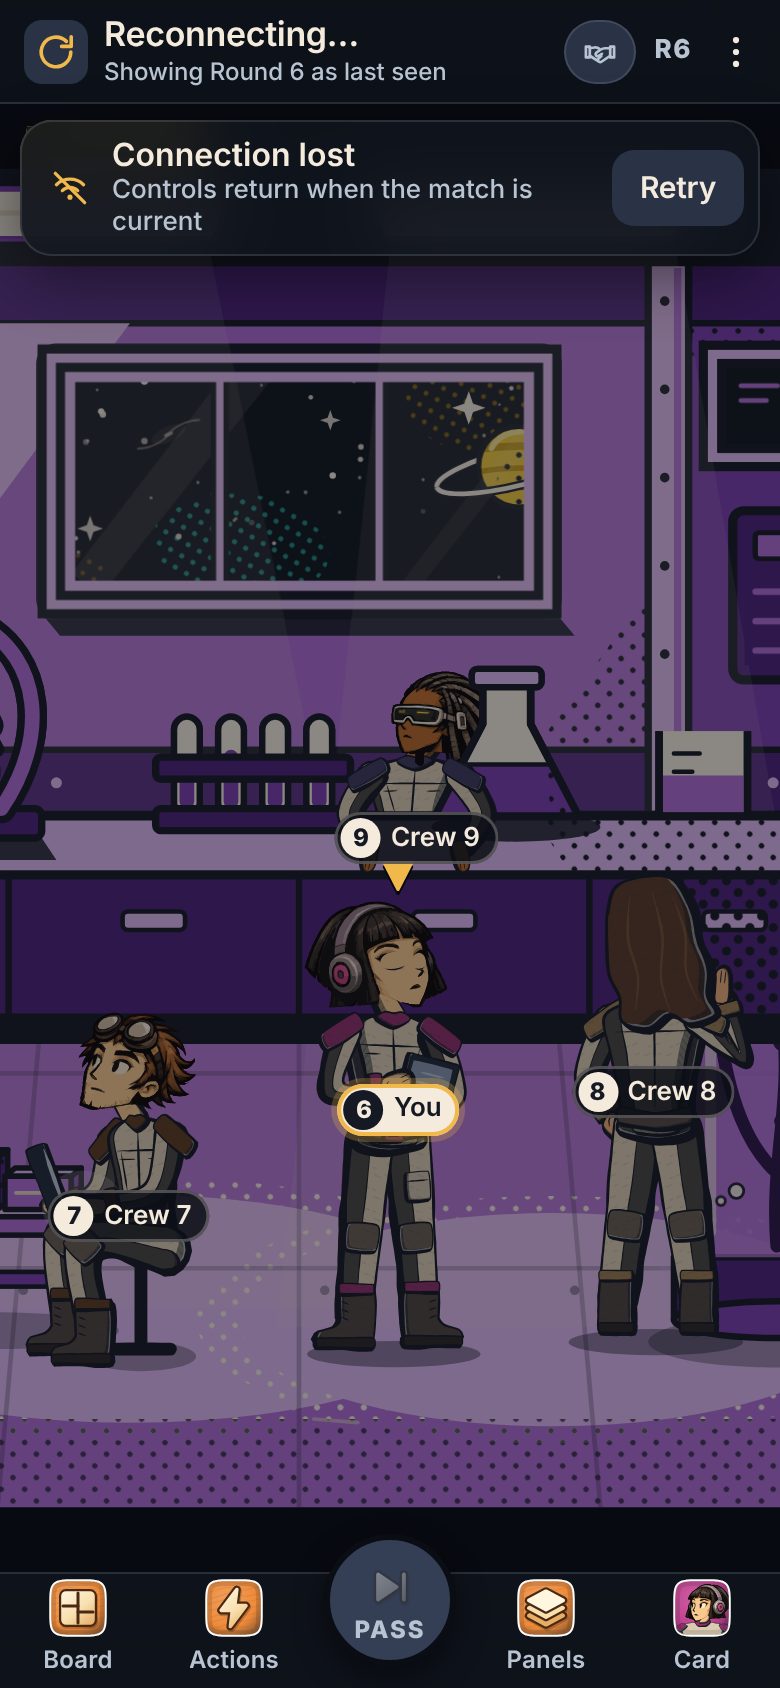 Reconnecting...
Showing Round 6 as last seen
R6
Connection lost
Controls return when the match is
current
Retry
9 Crew 9
6 You
8 Crew 8
7 Crew 7
PASS
Board
Actions
Panels
Card